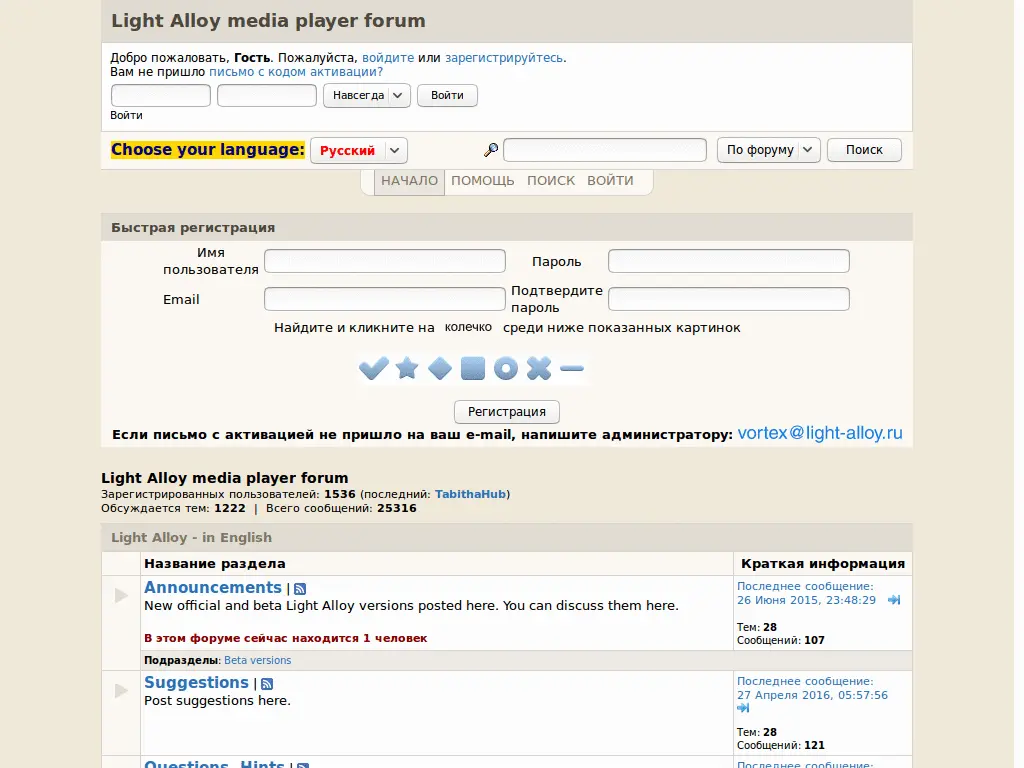 Light Alloy media player forum
Добро пожаловать, Гость. Пожалуйста, войдите или зарегистрируйтесь.
Вам не пришло письмо с кодом активации?
Навсегда Войти
Войти
Choose your language: Русский По форуму Поиск
НАЧАЛО ПОМОЩЬ ПОИСК ВОЙТИ
Быстрая регистрация
Имя пользователя Пароль
Email Подтвердите пароль
Найдите и кликните на колечко среди ниже показанных картинок
Регистрация
Если письмо с активацией не пришло на ваш e-mail, напишите администратору: vortex@light-alloy.ru
Light Alloy media player forum
Зарегистрированных пользователей: 1536 (последний: TabithaHub)
Обсуждается тем: 1222 | Всего сообщений: 25316
Light Alloy - in English
Название раздела Краткая информация
Announcements |
New official and beta Light Alloy versions posted here. You can discuss them here.
В этом форуме сейчас находится 1 человек
Последнее сообщение:
26 Июня 2015, 23:48:29
Тем: 28
Сообщений: 107
Подразделы: Beta versions
Suggestions |
Post suggestions here.
Последнее сообщение:
27 Апреля 2016, 05:57:56
Тем: 28
Сообщений: 121
Questions, Hints |
Последнее сообщение: